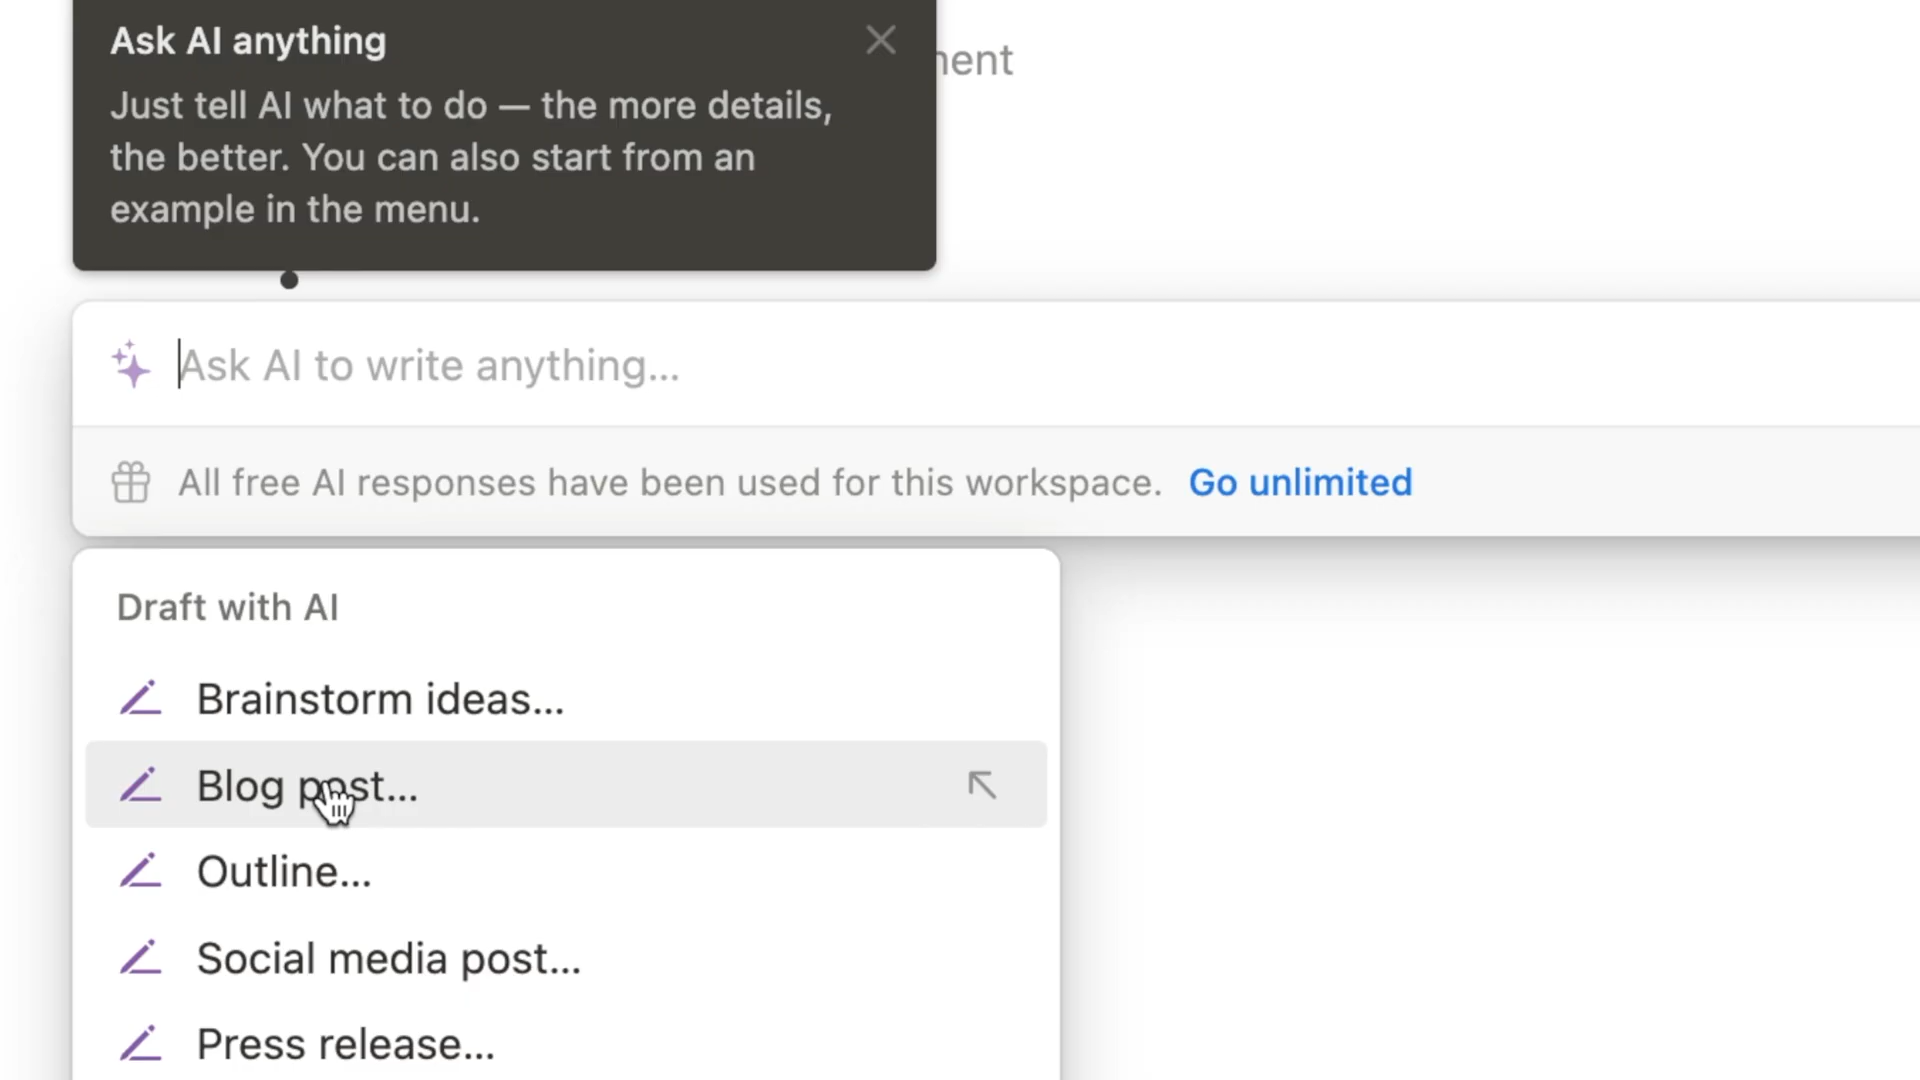 Ask AI anything
Just tell AI what to do — the more details,
the better. You can also start from an
example in the menu.
Ask AI to write anything...
All free AI responses have been used for this workspace. Go unlimited
Draft with AI
Brainstorm ideas...
Blog post...
Outline...
Social media post...
Press release...